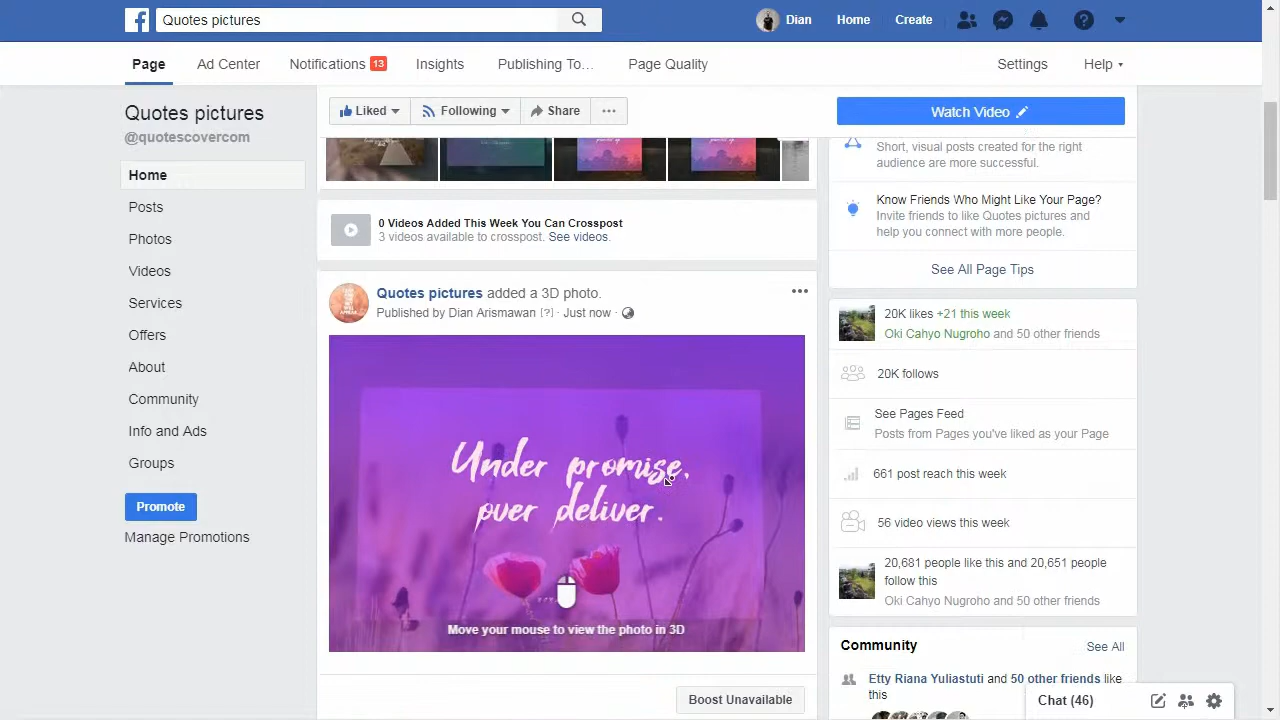 Quotes pictures
Dian
Home
Create
Page
Ad Center
Notifications 13
Insights
Publishing To...
Page Quality
Settings
Help
Quotes pictures
@quotescovercom
Home
Posts
Photos
Videos
Services
Offers
About
Community
Info and Ads
Groups
Promote
Manage Promotions
Liked
Following
Share
Watch Video
0 Videos Added This Week You Can Crosspost
3 videos available to crosspost. See videos.
Quotes pictures added a 3D photo.
Published by Dian Arismawan [?] · Just now ·
Under promise,
over deliver.
Move your mouse to view the photo in 3D
Boost Unavailable
Short, visual posts created for the right
audience are more successful.
Know Friends Who Might Like Your Page?
Invite friends to like Quotes pictures and
help you connect with more people.
See All Page Tips
20K likes +21 this week
Oki Cahyo Nugroho and 50 other friends
20K follows
See Pages Feed
Posts from Pages you've liked as your Page
661 post reach this week
56 video views this week
20,681 people like this and 20,651 people
follow this
Oki Cahyo Nugroho and 50 other friends
Community
See All
Etty Riana Yuliastuti and 50 other friends like
this
Chat (46)